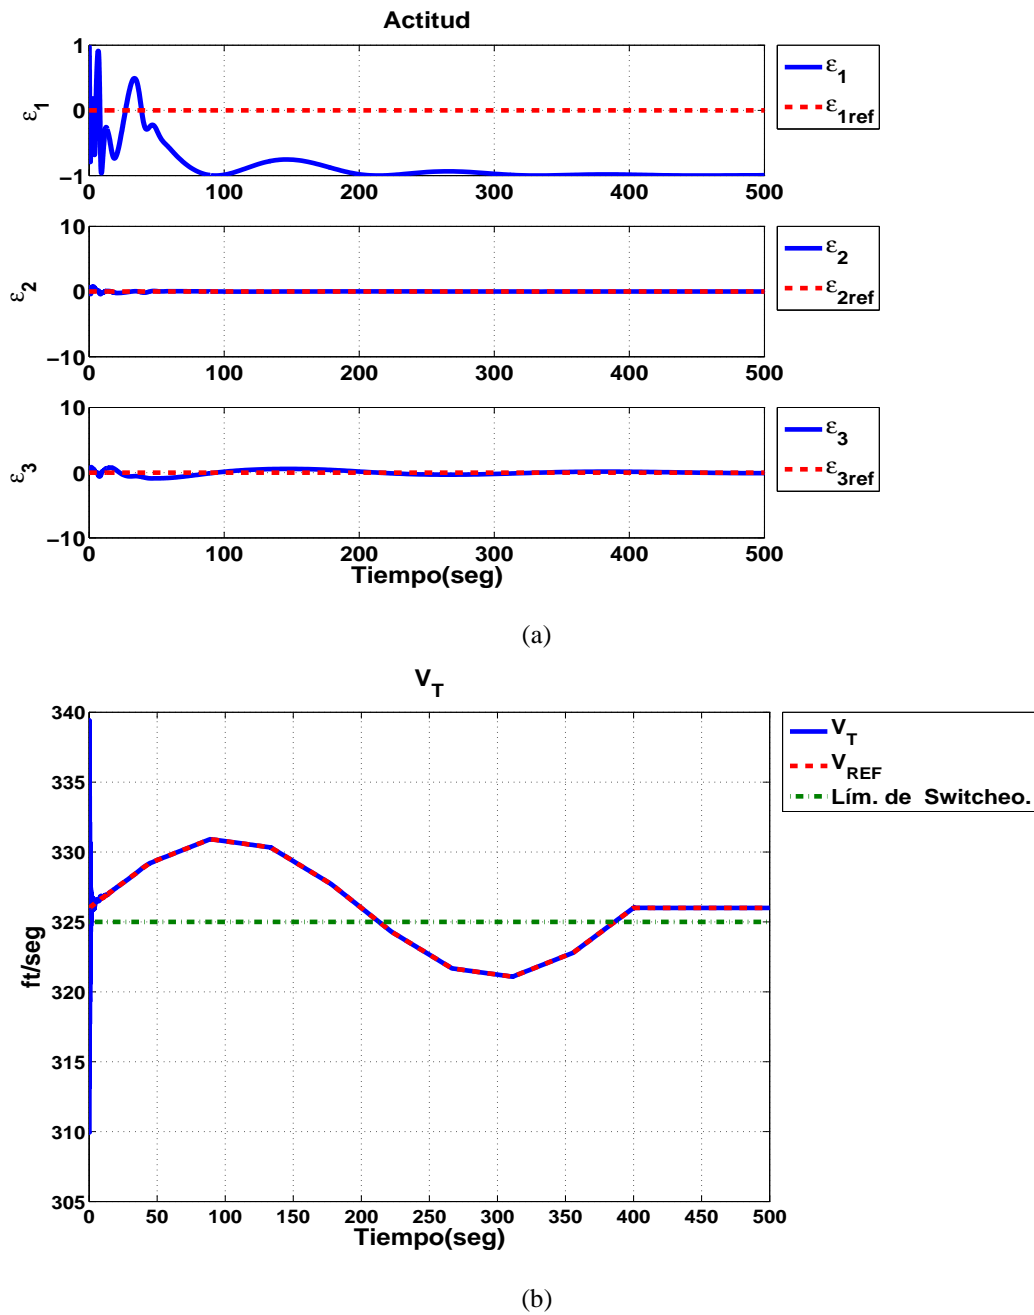 Actitud
1
0
−1
ε1
0 100 200 300 400 500
ε1
ε1ref
10
0
−10
ε2
0 100 200 300 400 500
ε2
ε2ref
10
0
−10
ε3
0 100 200 300 400 500
Tiempo(seg)
ε3
ε3ref
(a)
VT
340
335
330
325
320
315
310
305
ft/seg
0 50 100 150 200 250 300 350 400 450 500
Tiempo(seg)
VT
VREF
Lím. de Switcheo.
(b)